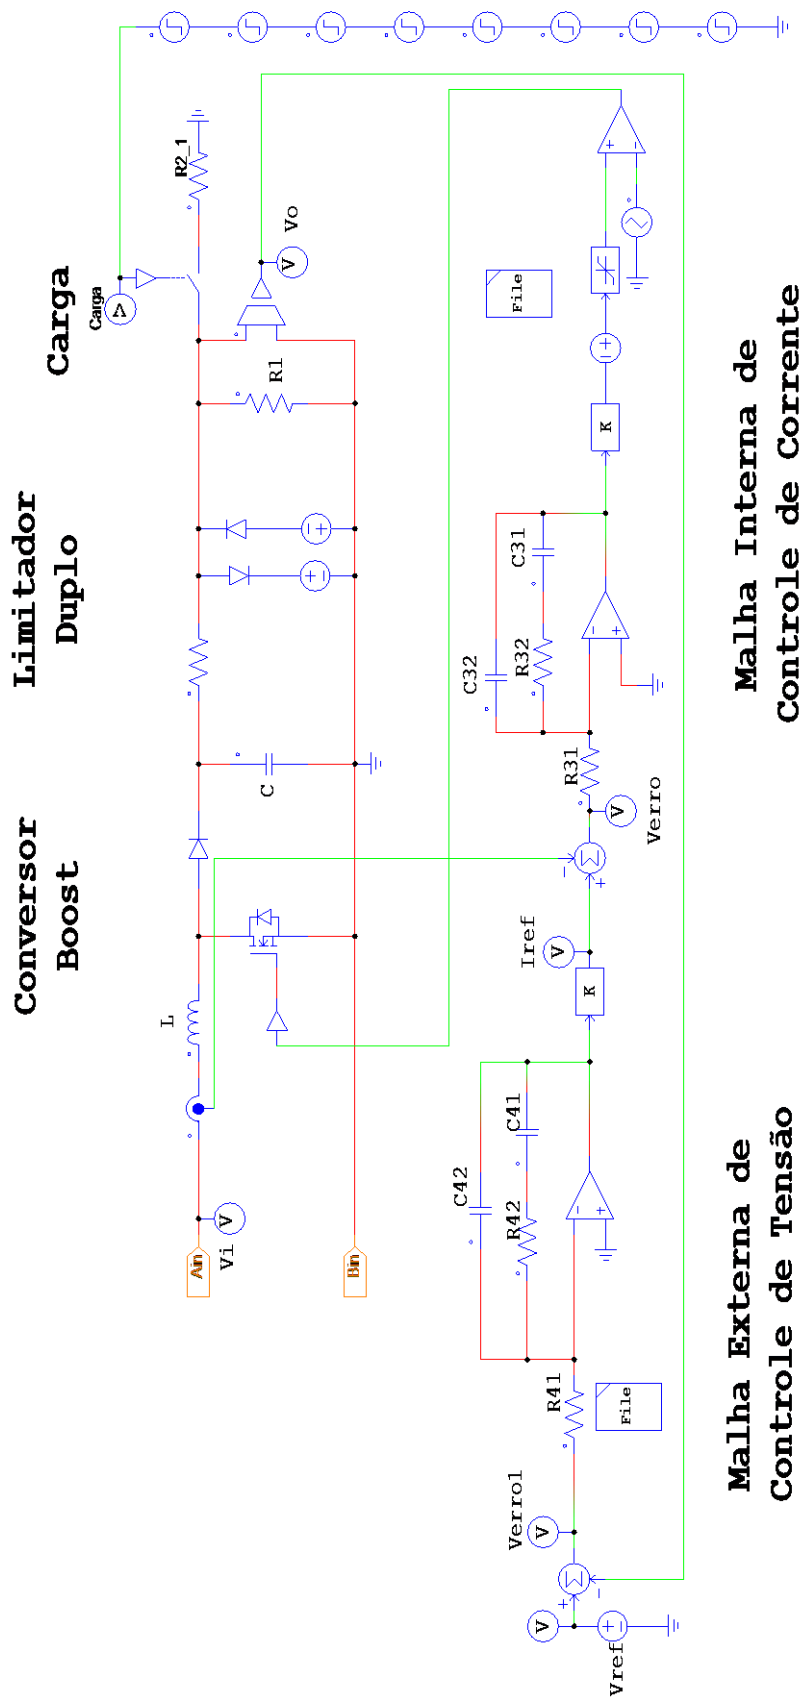 Conversor
Boost
Limitador
Duplo
Carga
Carga
V
L
R2_1
Ain
Vi
V
C
R1
V
Vo
Bin
C42
R42
C41
C32
R32
C31
File
Iref
V
Verro1
V
R41
K
R31
K
Vref
V
File
Verro
V
Malha Externa de
Controle de Tensão
Malha Interna de
Controle de Corrente